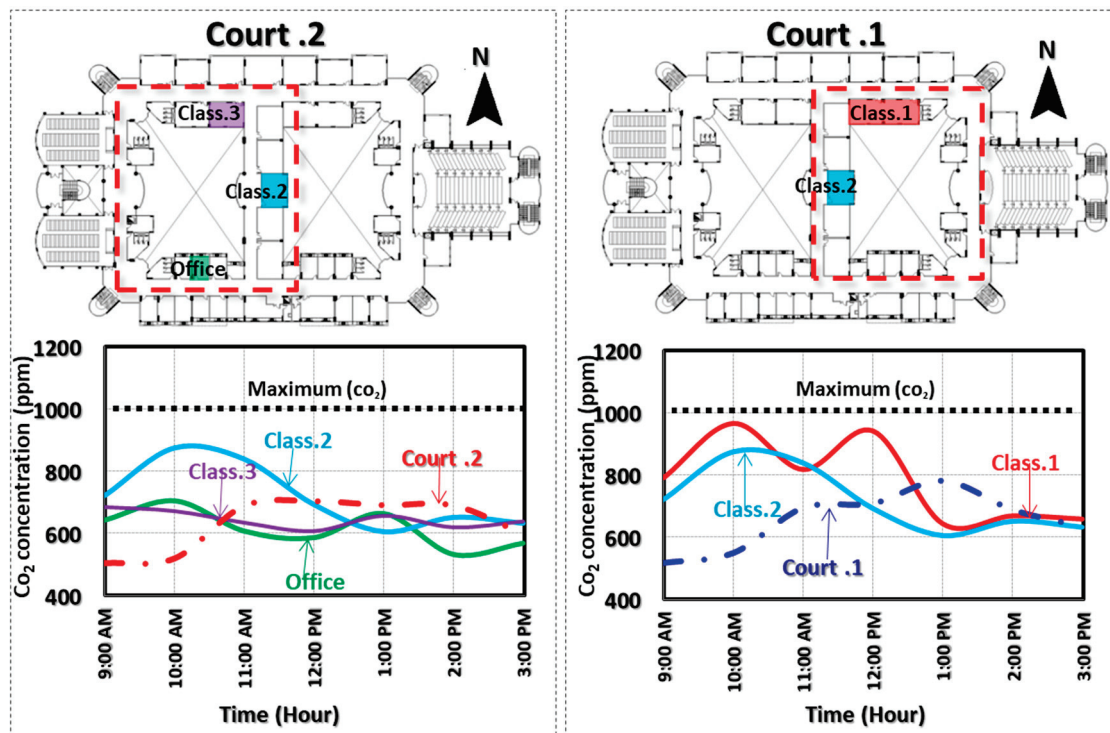 Court .2
N
Class.3
Class.2
Office
1200
1000
800
600
400
Co₂ concentration (ppm)
Maximum (co₂)
Class.2
Class.3
Court .2
Office
9:00 AM
10:00 AM
11:00 AM
12:00 PM
1:00 PM
2:00 PM
3:00 PM
Time (Hour)
Court .1
N
Class.1
Class.2
1200
1000
800
600
400
Co₂ concentration (ppm)
Maximum (co₂)
Class.1
Class.2
Court .1
9:00 AM
10:00 AM
11:00 AM
12:00 PM
1:00 PM
2:00 PM
3:00 PM
Time (Hour)